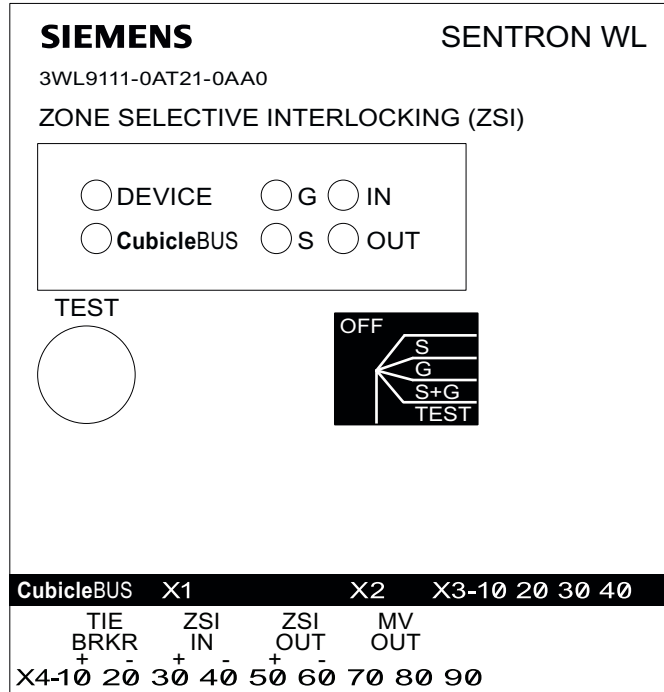 SIEMENS SENTRON WL
3WL9111-0AT21-0AA0
ZONE SELECTIVE INTERLOCKING (ZSI)
DEVICE G IN
CubicleBUS S OUT
TEST
OFF
S
G
S+G
TEST
CubicleBUS X1 X2 X3-10 20 30 40
TIE ZSI ZSI MV
BRKR IN OUT OUT
+ - + - + -
X4-10 20 30 40 50 60 70 80 90